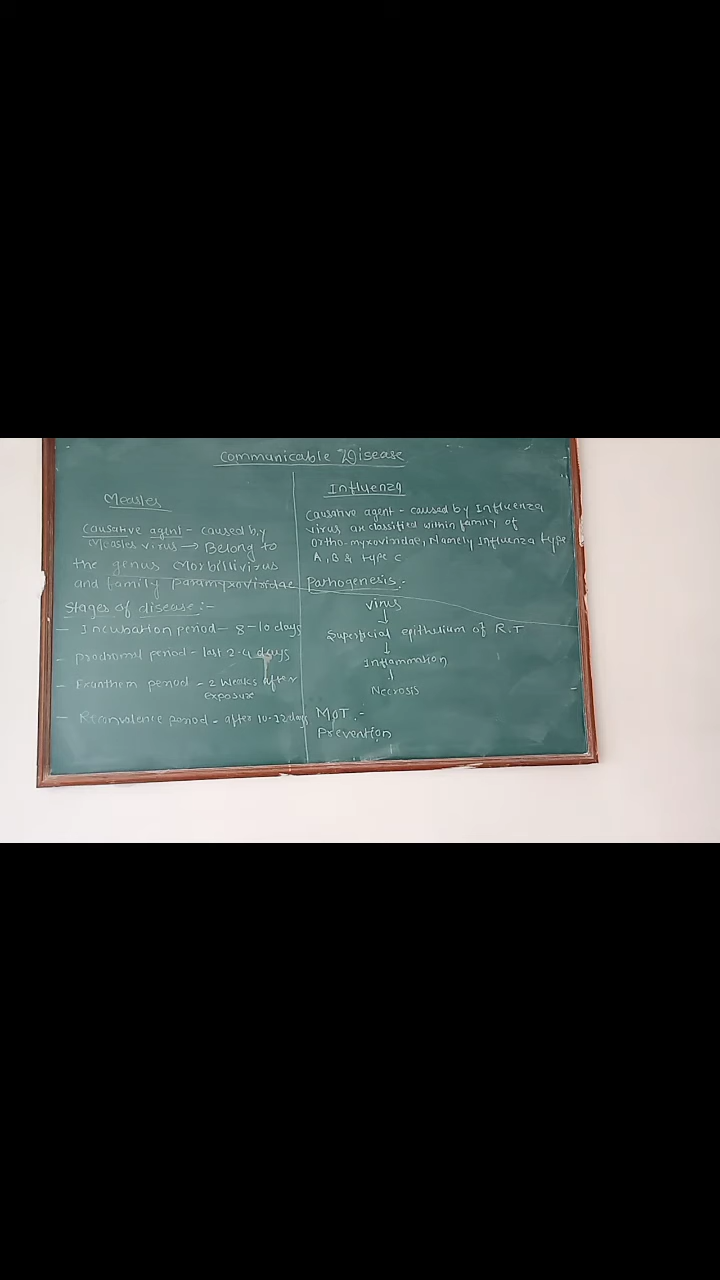 Communicable Disease
Measles
Causative agent - caused by
Measles virus → Belong to
the genus Morbillivirus
and family paramyxoviridae
Stages of disease:-
- Incubation period - 8-10 days
- prodromal period - last 2-4 days
- Exanthem period - 2 weeks after
exposure
- period - after 10-12 days
Influenza
Causative agent - caused by Influenza
virus classified within family of
Ortho-myxoviridae, Namely Influenza type
A, B & type C
Pathogenesis:-
virus
↓
Superficial epithelium of R.T
↓
Inflammation
↓
Necrosis
MOT:-
Prevention